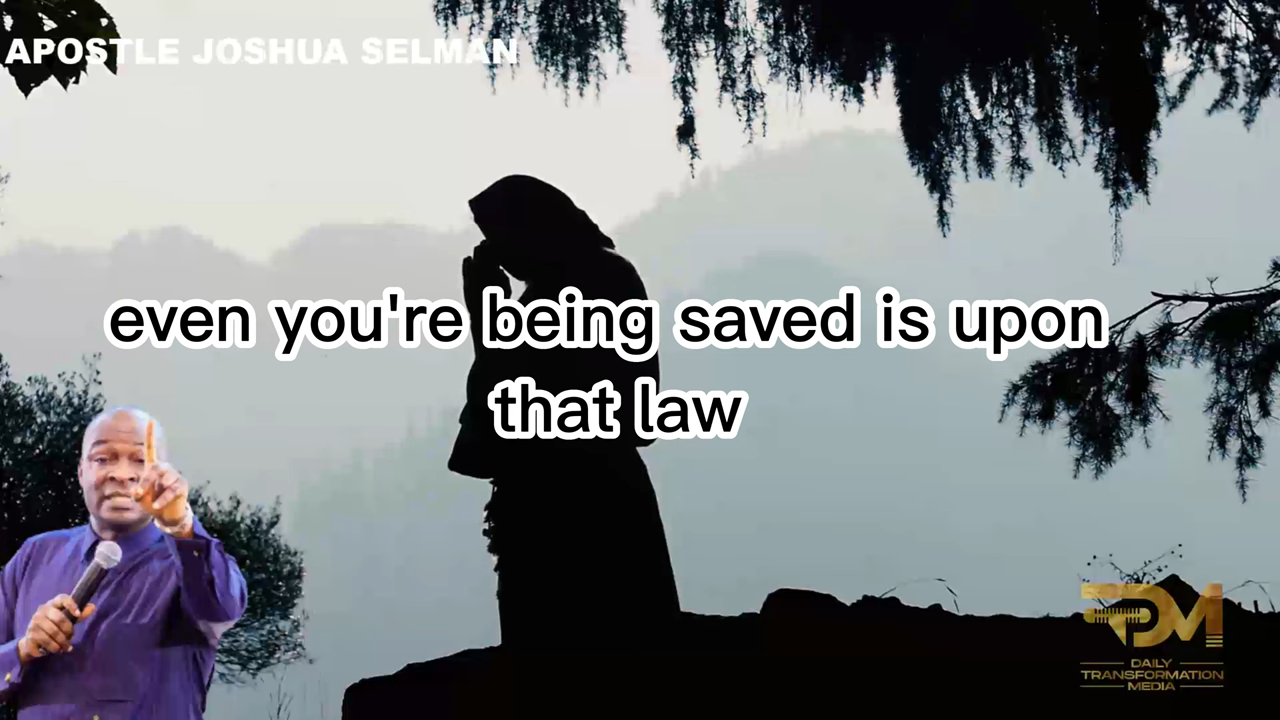 APOSTLE JOSHUA SELMAN
even you're being saved is upon
that law
DAILY
TRANSFORMATION
MEDIA